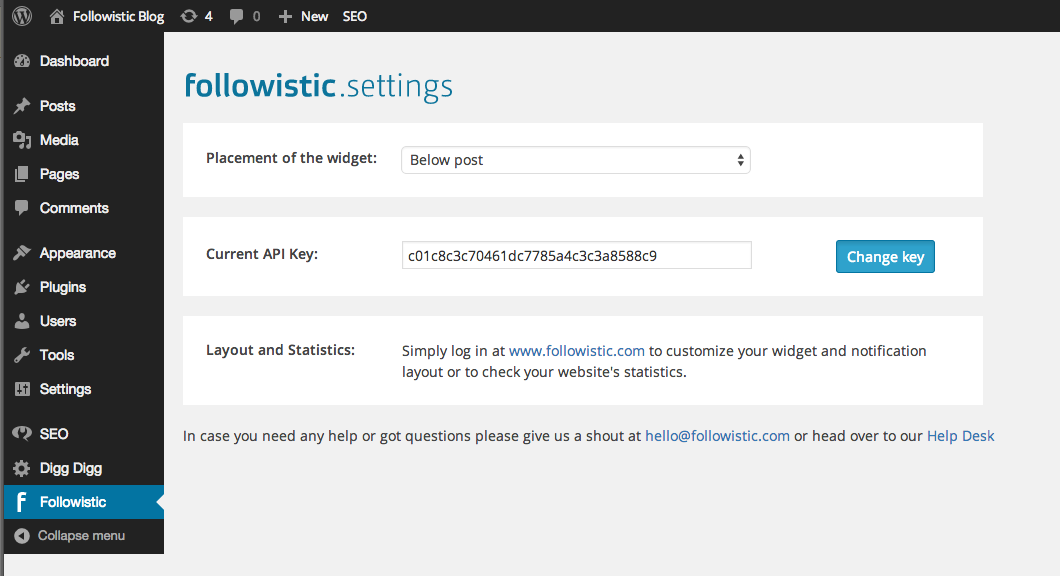 Followistic Blog 4 0 New SEO
Dashboard
Posts
Media
Pages
Comments
Appearance
Plugins
Users
Tools
Settings
SEO
Digg Digg
f Followistic
Collapse menu
followistic.settings
Placement of the widget: Below post
Current API Key: c01c8c3c70461dc7785a4c3c3a8588c9 Change key
Layout and Statistics: Simply log in at www.followistic.com to customize your widget and notification
layout or to check your website's statistics.
In case you need any help or got questions please give us a shout at hello@followistic.com or head over to our Help Desk